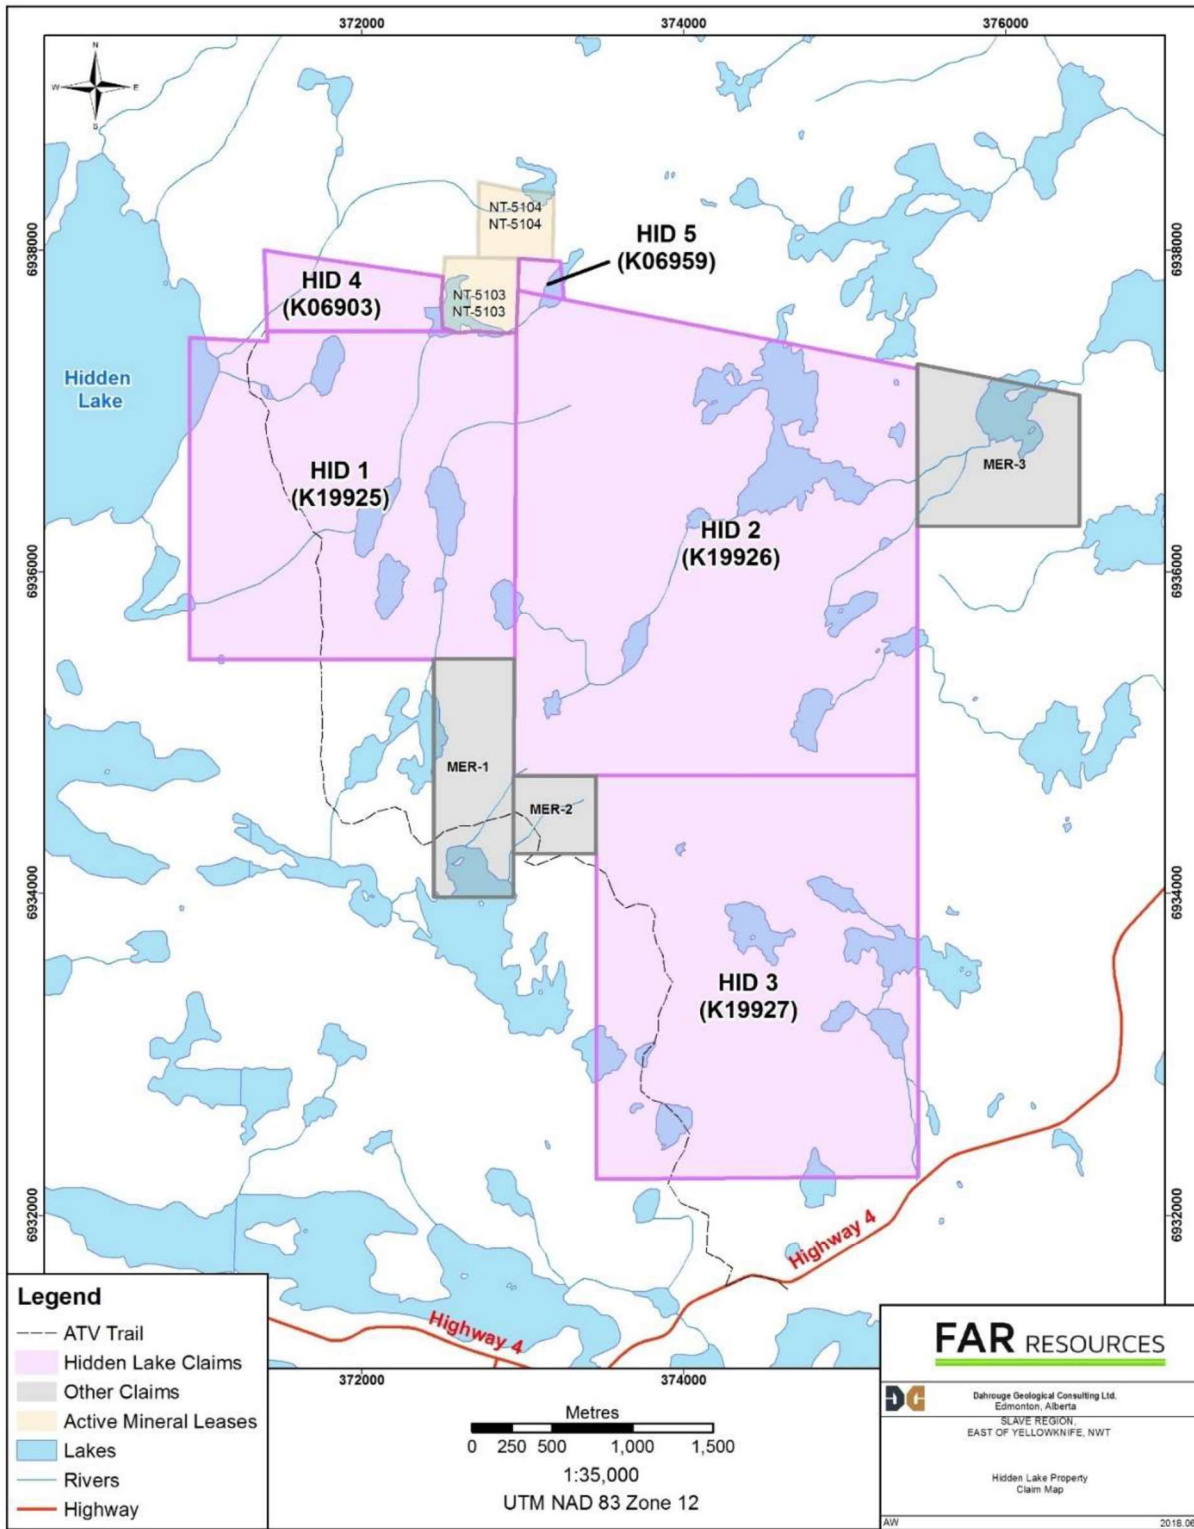 372000
374000
376000
N
W
E
S
6938000
6938000
NT-5104
NT-5104
HID 5
(K06959)
HID 4
(K06903)
NT-5103
NT-5103
Hidden
Lake
HID 1
(K19925)
MER-3
HID 2
(K19926)
6936000
6936000
MER-1
MER-2
6934000
6934000
HID 3
(K19927)
6932000
6932000
Highway 4
Highway 4
Legend
ATV Trail
Hidden Lake Claims
Other Claims
Active Mineral Leases
Lakes
Rivers
Highway
372000
374000
Metres
0 250 500 1,000 1,500
1:35,000
UTM NAD 83 Zone 12
FAR RESOURCES
DG
Dahrouge Geological Consulting Ltd.
Edmonton, Alberta
SLAVE REGION,
EAST OF YELLOWKNIFE, NWT
Hidden Lake Property
Claim Map
AW
2018.06